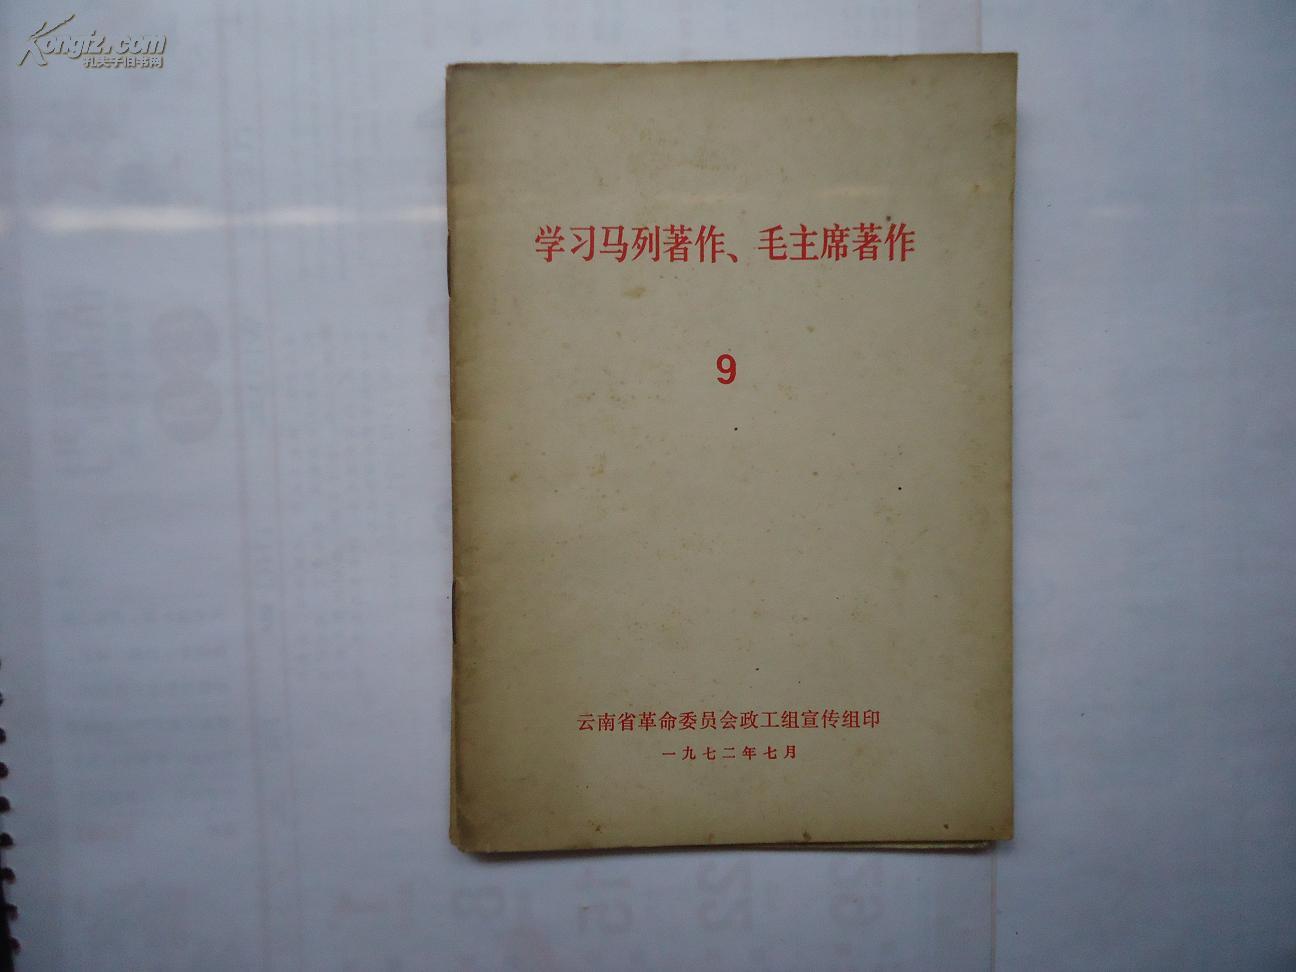 Kongfz.com
孔夫子旧书网
学习马列著作、毛主席著作
9
云南省革命委员会政工组宣传组印
一九七二年七月